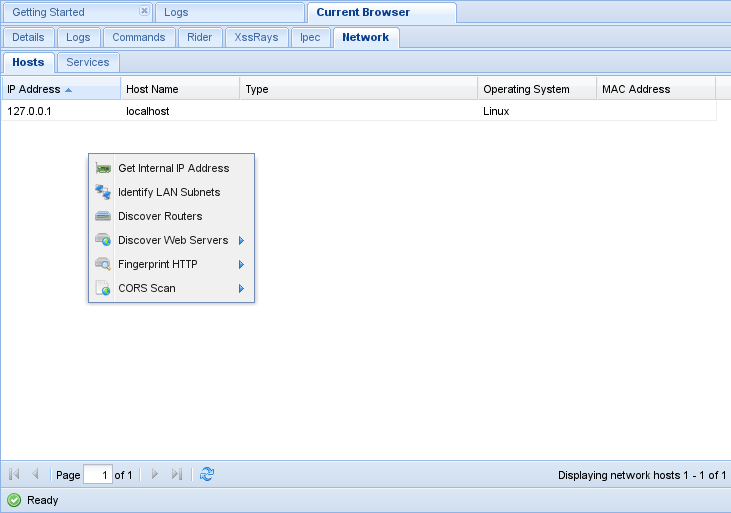 Getting Started Logs Current Browser
Details Logs Commands Rider XssRays Ipec Network
Hosts Services
IP Address Host Name Type Operating System MAC Address
127.0.0.1 localhost Linux
Get Internal IP Address
Identify LAN Subnets
Discover Routers
Discover Web Servers
Fingerprint HTTP
CORS Scan
Page 1 of 1 Displaying network hosts 1 - 1 of 1
Ready